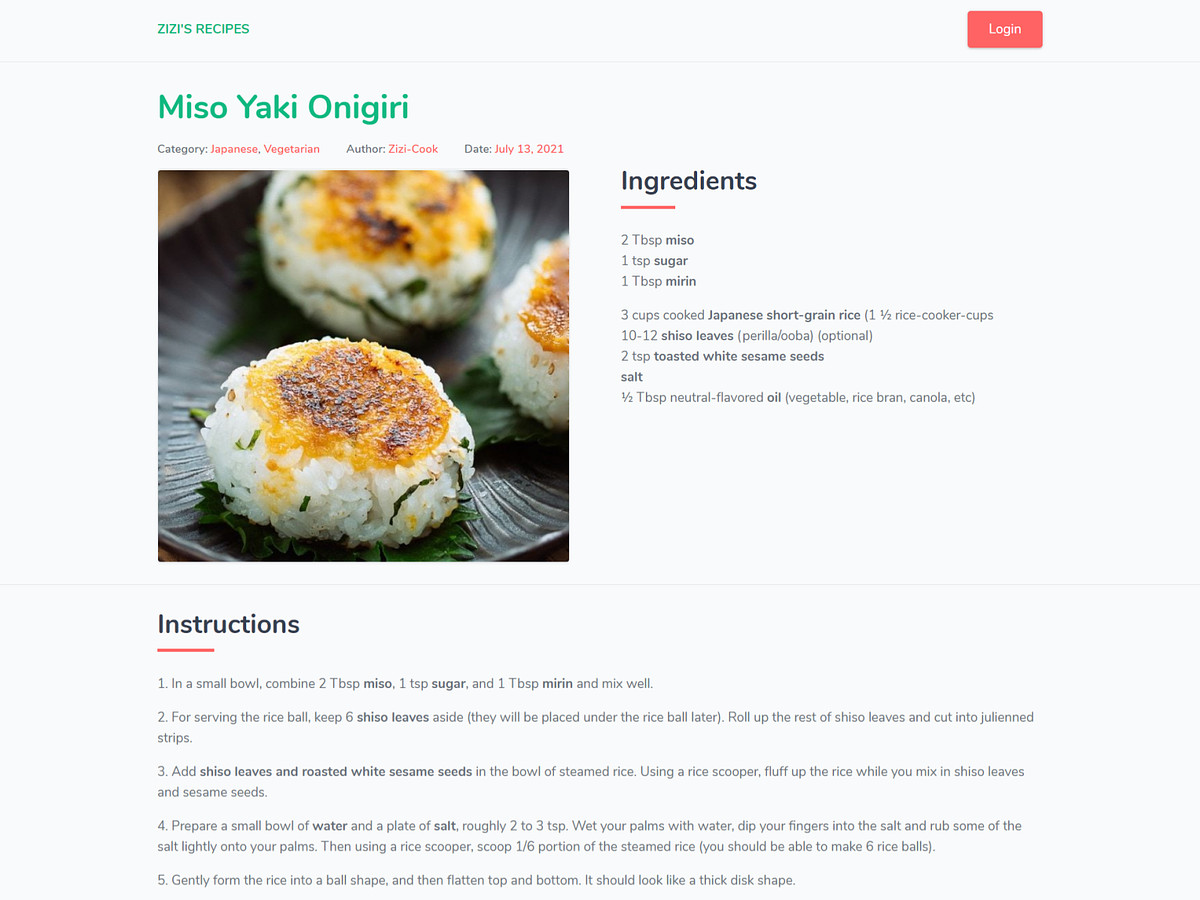 ZIZI'S RECIPES
Login
Miso Yaki Onigiri
Category: Japanese, Vegetarian Author: Zizi-Cook Date: July 13, 2021
Ingredients
2 Tbsp miso
1 tsp sugar
1 Tbsp mirin
3 cups cooked Japanese short-grain rice (1 ½ rice-cooker-cups
10-12 shiso leaves (perilla/ooba) (optional)
2 tsp toasted white sesame seeds
salt
½ Tbsp neutral-flavored oil (vegetable, rice bran, canola, etc)
Instructions
1. In a small bowl, combine 2 Tbsp miso, 1 tsp sugar, and 1 Tbsp mirin and mix well.
2. For serving the rice ball, keep 6 shiso leaves aside (they will be placed under the rice ball later). Roll up the rest of shiso leaves and cut into julienned
strips.
3. Add shiso leaves and roasted white sesame seeds in the bowl of steamed rice. Using a rice scooper, fluff up the rice while you mix in shiso leaves
and sesame seeds.
4. Prepare a small bowl of water and a plate of salt, roughly 2 to 3 tsp. Wet your palms with water, dip your fingers into the salt and rub some of the
salt lightly onto your palms. Then using a rice scooper, scoop 1/6 portion of the steamed rice (you should be able to make 6 rice balls).
5. Gently form the rice into a ball shape, and then flatten top and bottom. It should look like a thick disk shape.